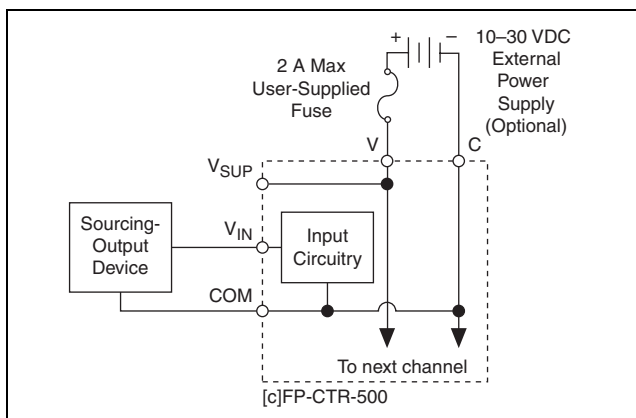 +
−
10–30 VDC
External
Power
Supply
(Optional)
2 A Max
User-Supplied
Fuse
V
C
VSUP
Sourcing-
Output
Device
VIN
Input
Circuitry
COM
To next channel
[c]FP-CTR-500